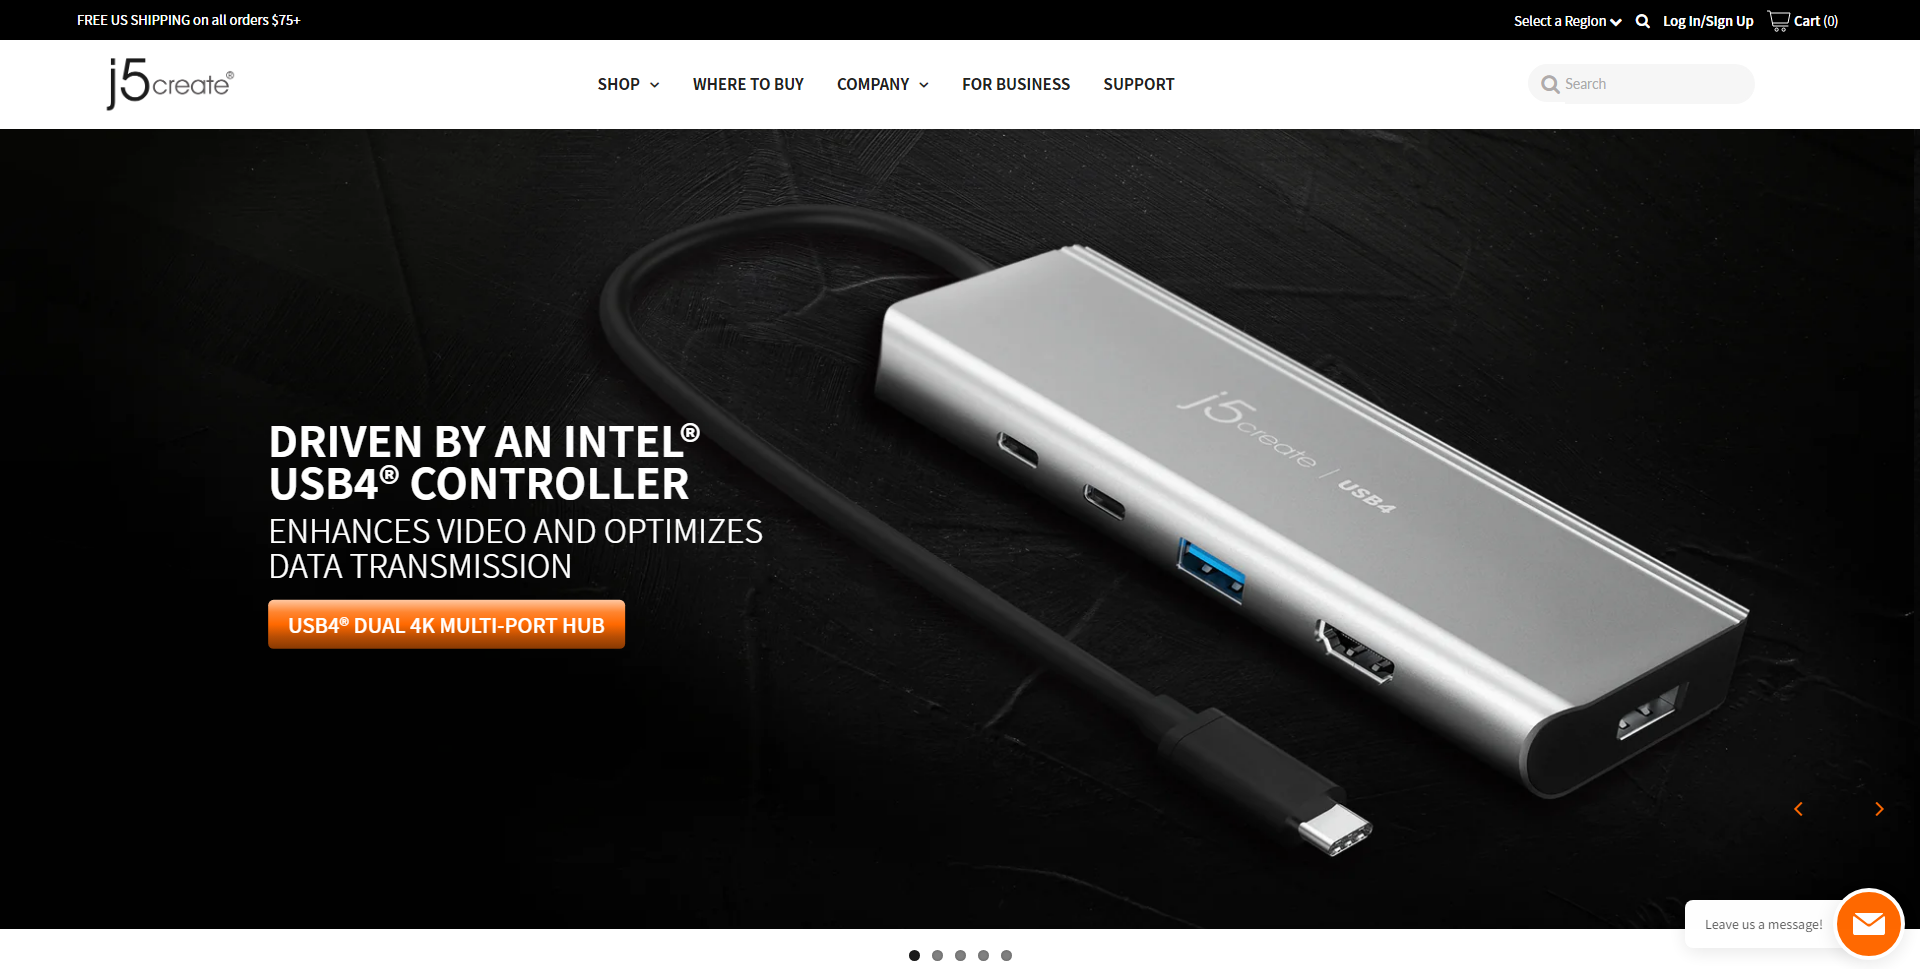 FREE US SHIPPING on all orders $75+
Select a Region
Log In/Sign Up
Cart (0)
j5create®
SHOP
WHERE TO BUY
COMPANY
FOR BUSINESS
SUPPORT
Search
j5create | USB4
DRIVEN BY AN INTEL®
USB4® CONTROLLER
ENHANCES VIDEO AND OPTIMIZES
DATA TRANSMISSION
USB4® DUAL 4K MULTI-PORT HUB
Leave us a message!